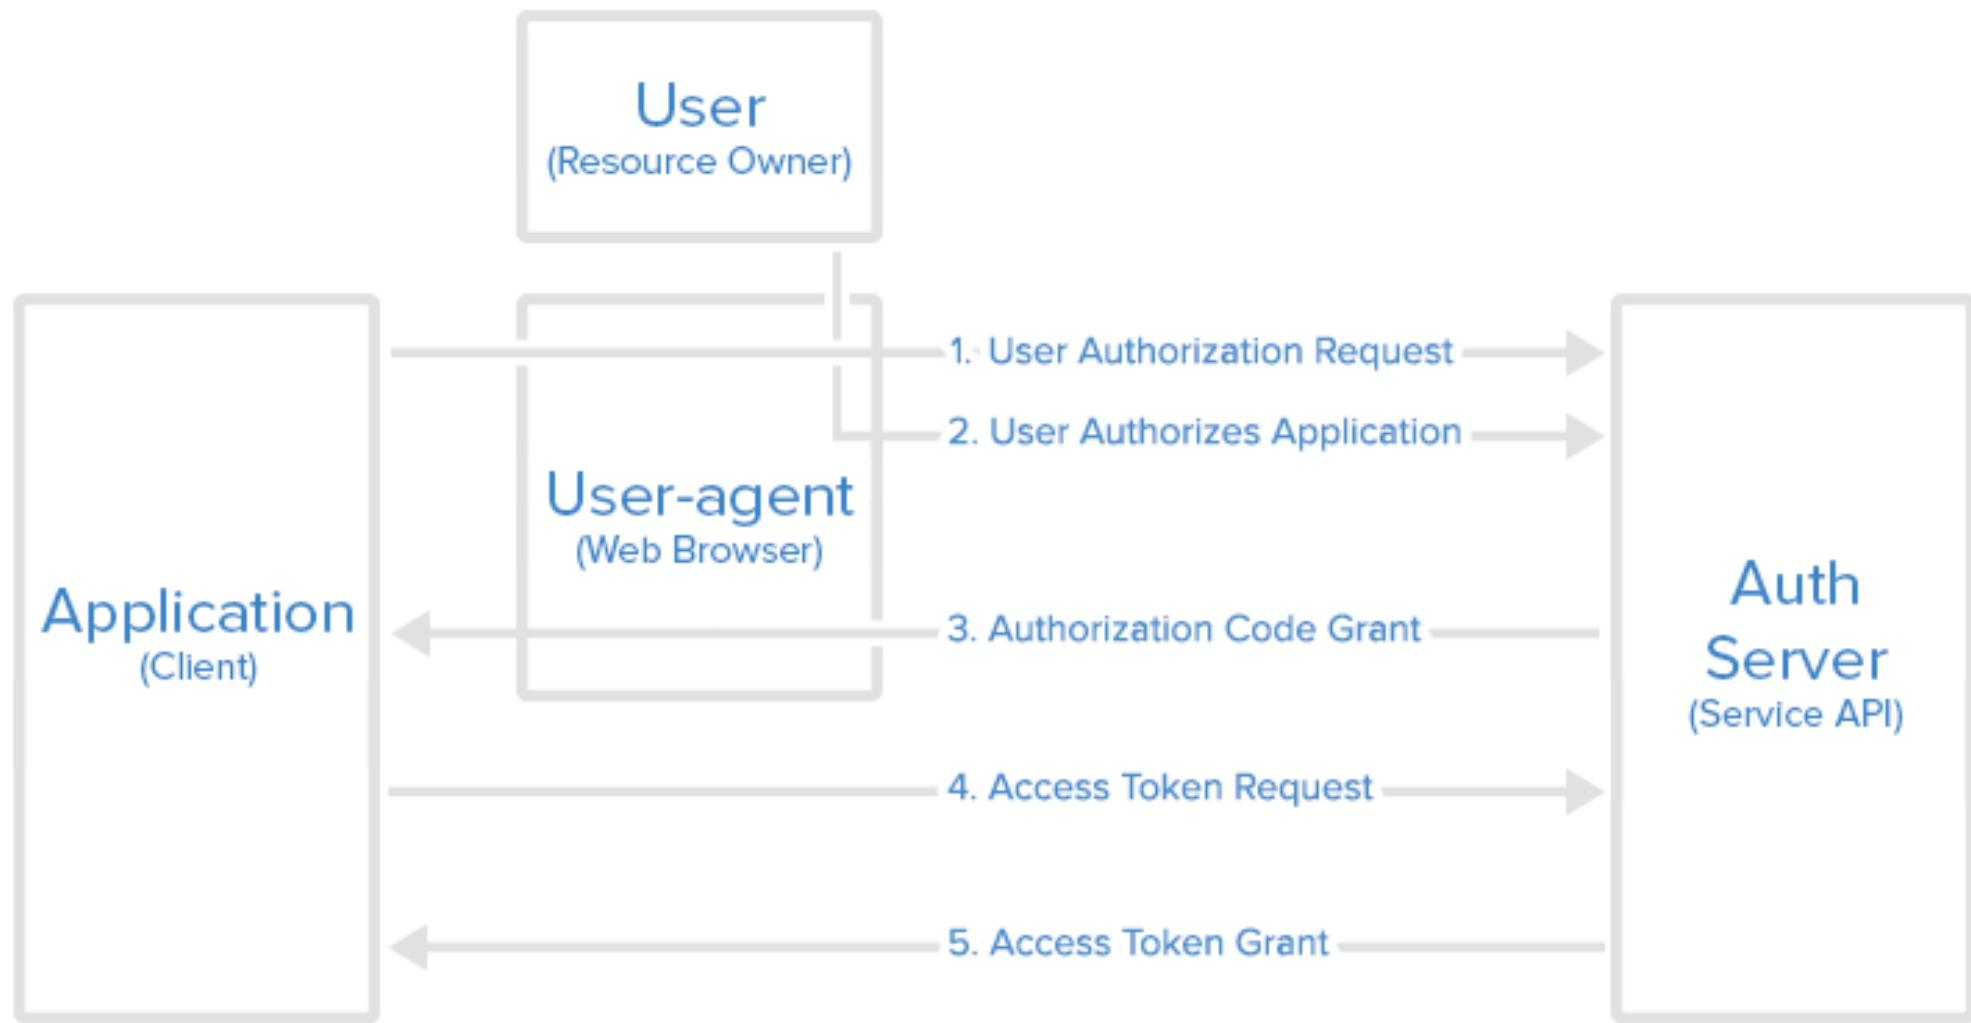 User
(Resource Owner)
1. User Authorization Request
2. User Authorizes Application
User-agent
(Web Browser)
Application
(Client)
3. Authorization Code Grant
Auth
Server
(Service API)
4. Access Token Request
5. Access Token Grant